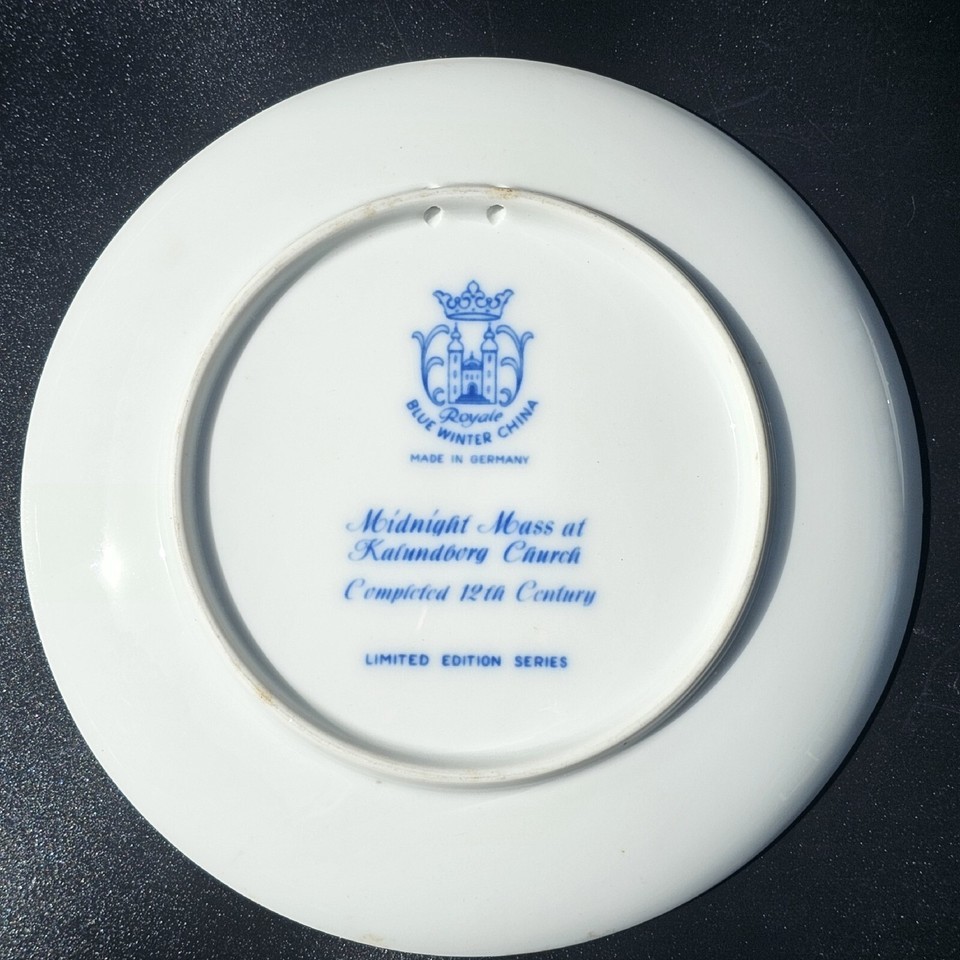 Royale
BLUE WINTER CHINA
MADE IN GERMANY
Midnight Mass at
Kalundborg Church
Completed 12th Century
LIMITED EDITION SERIES